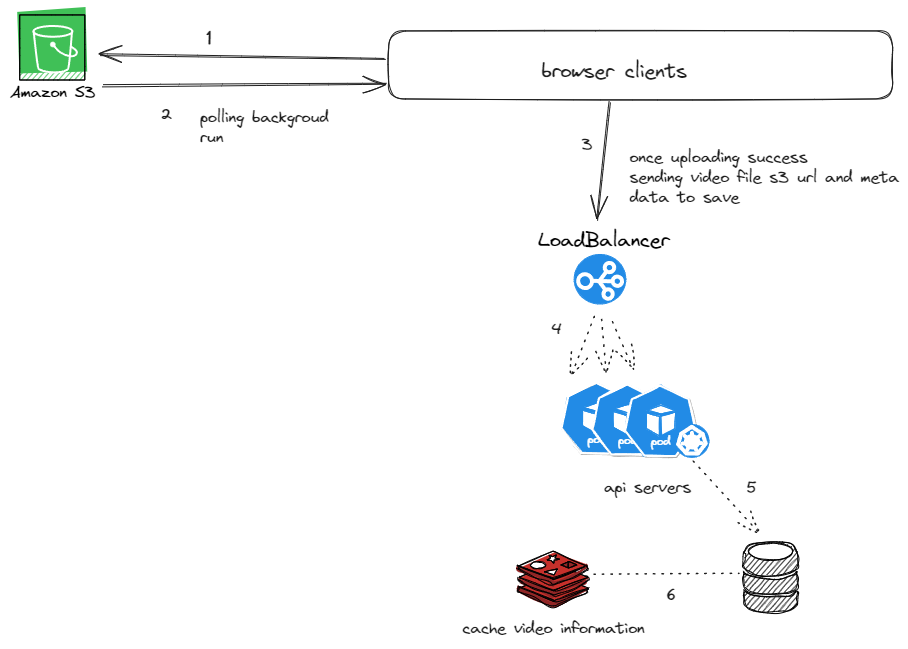 1
browser clients
Amazon S3
2
polling backgroud
run
3
once uploading success
sending video file s3 url and meta
data to save
LoadBalancer
4
pod
pod
pod
api servers
5
6
cache video information